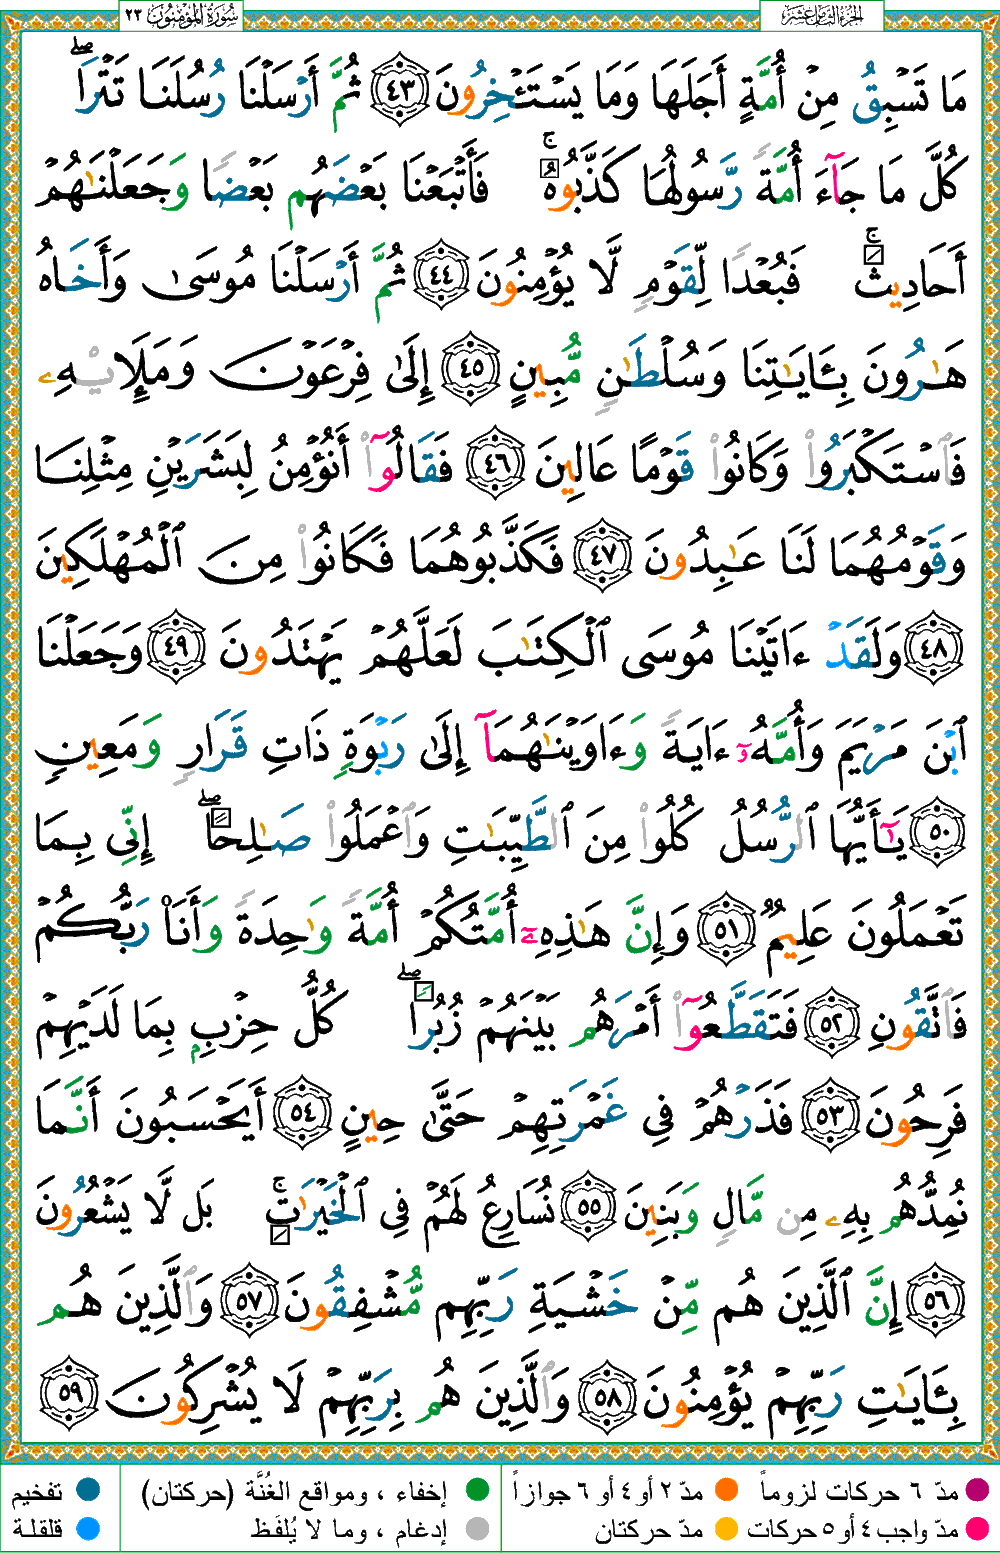 الجزء الثامن عشر
سورة المؤمنون ٢٣
مَا تَسْبِقُ مِنْ أُمَّةٍ أَجَلَهَا وَمَا يَسْتَـْٔخِرُونَ ٤٣ ثُمَّ أَرْسَلْنَا رُسُلَنَا تَتْرَاۖ
كُلَّ مَا جَآءَ أُمَّةً رَّسُولُهَا كَذَّبُوهُۚ فَأَتْبَعْنَا بَعْضَهُم بَعْضًا وَجَعَلْنَـٰهُمْ
أَحَادِيثَۚ فَبُعْدًا لِّقَوْمٍ لَّا يُؤْمِنُونَ ٤٤ ثُمَّ أَرْسَلْنَا مُوسَىٰ وَأَخَاهُ
هَـٰرُونَ بِـَٔايَـٰتِنَا وَسُلْطَـٰنٍ مُّبِينٍ ٤٥ إِلَىٰ فِرْعَوْنَ وَمَلَإِي۟هِۦ
فَٱسْتَكْبَرُوا۟ وَكَانُوا۟ قَوْمًا عَالِينَ ٤٦ فَقَالُوٓا۟ أَنُؤْمِنُ لِبَشَرَيْنِ مِثْلِنَا
وَقَوْمُهُمَا لَنَا عَـٰبِدُونَ ٤٧ فَكَذَّبُوهُمَا فَكَانُوا۟ مِنَ ٱلْمُهْلَكِينَ
٤٨ وَلَقَدْ ءَاتَيْنَا مُوسَى ٱلْكِتَـٰبَ لَعَلَّهُمْ يَهْتَدُونَ ٤٩ وَجَعَلْنَا
ٱبْنَ مَرْيَمَ وَأُمَّهُۥٓ ءَايَةً وَءَاوَيْنَـٰهُمَآ إِلَىٰ رَبْوَةٍ ذَاتِ قَرَارٍ وَمَعِينٍ
٥٠ يَـٰٓأَيُّهَا ٱلرُّسُلُ كُلُوا۟ مِنَ ٱلطَّيِّبَـٰتِ وَٱعْمَلُوا۟ صَـٰلِحًاۖ إِنِّى بِمَا
تَعْمَلُونَ عَلِيمٌ ٥١ وَإِنَّ هَـٰذِهِۦٓ أُمَّتُكُمْ أُمَّةً وَٰحِدَةً وَأَنَا۠ رَبُّكُمْ
فَٱتَّقُونِ ٥٢ فَتَقَطَّعُوٓا۟ أَمْرَهُم بَيْنَهُمْ زُبُرًاۖ كُلُّ حِزْبٍۭ بِمَا لَدَيْهِمْ
فَرِحُونَ ٥٣ فَذَرْهُمْ فِى غَمْرَتِهِمْ حَتَّىٰ حِينٍ ٥٤ أَيَحْسَبُونَ أَنَّمَا
نُمِدُّهُم بِهِۦ مِن مَّالٍ وَبَنِينَ ٥٥ نُسَارِعُ لَهُمْ فِى ٱلْخَيْرَٰتِۚ بَل لَّا يَشْعُرُونَ
٥٦ إِنَّ ٱلَّذِينَ هُم مِّنْ خَشْيَةِ رَبِّهِم مُّشْفِقُونَ ٥٧ وَٱلَّذِينَ هُم
بِـَٔايَـٰتِ رَبِّهِمْ يُؤْمِنُونَ ٥٨ وَٱلَّذِينَ هُم بِرَبِّهِمْ لَا يُشْرِكُونَ ٥٩
مدّ ٦ حركات لزوماً مدّ ٢ أو ٤ أو ٦ جوازاً إخفاء ، ومواقع الغُنَّة (حركتان) تفخيم
مدّ واجب ٤ أو ٥ حركات مدّ حركتان إدغام ، وما لا يُلفَظ قلقلة